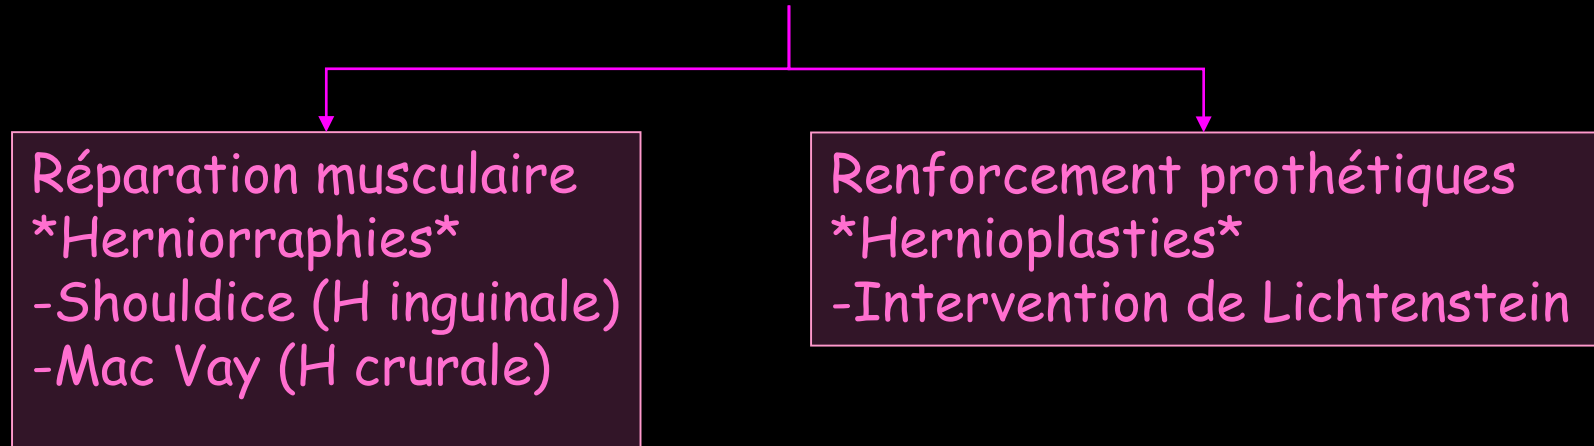 Réparation musculaire
*Herniorraphies*
-Shouldice (H inguinale)
-Mac Vay (H crurale)
Renforcement prothétiques
*Hernioplasties*
-Intervention de Lichtenstein